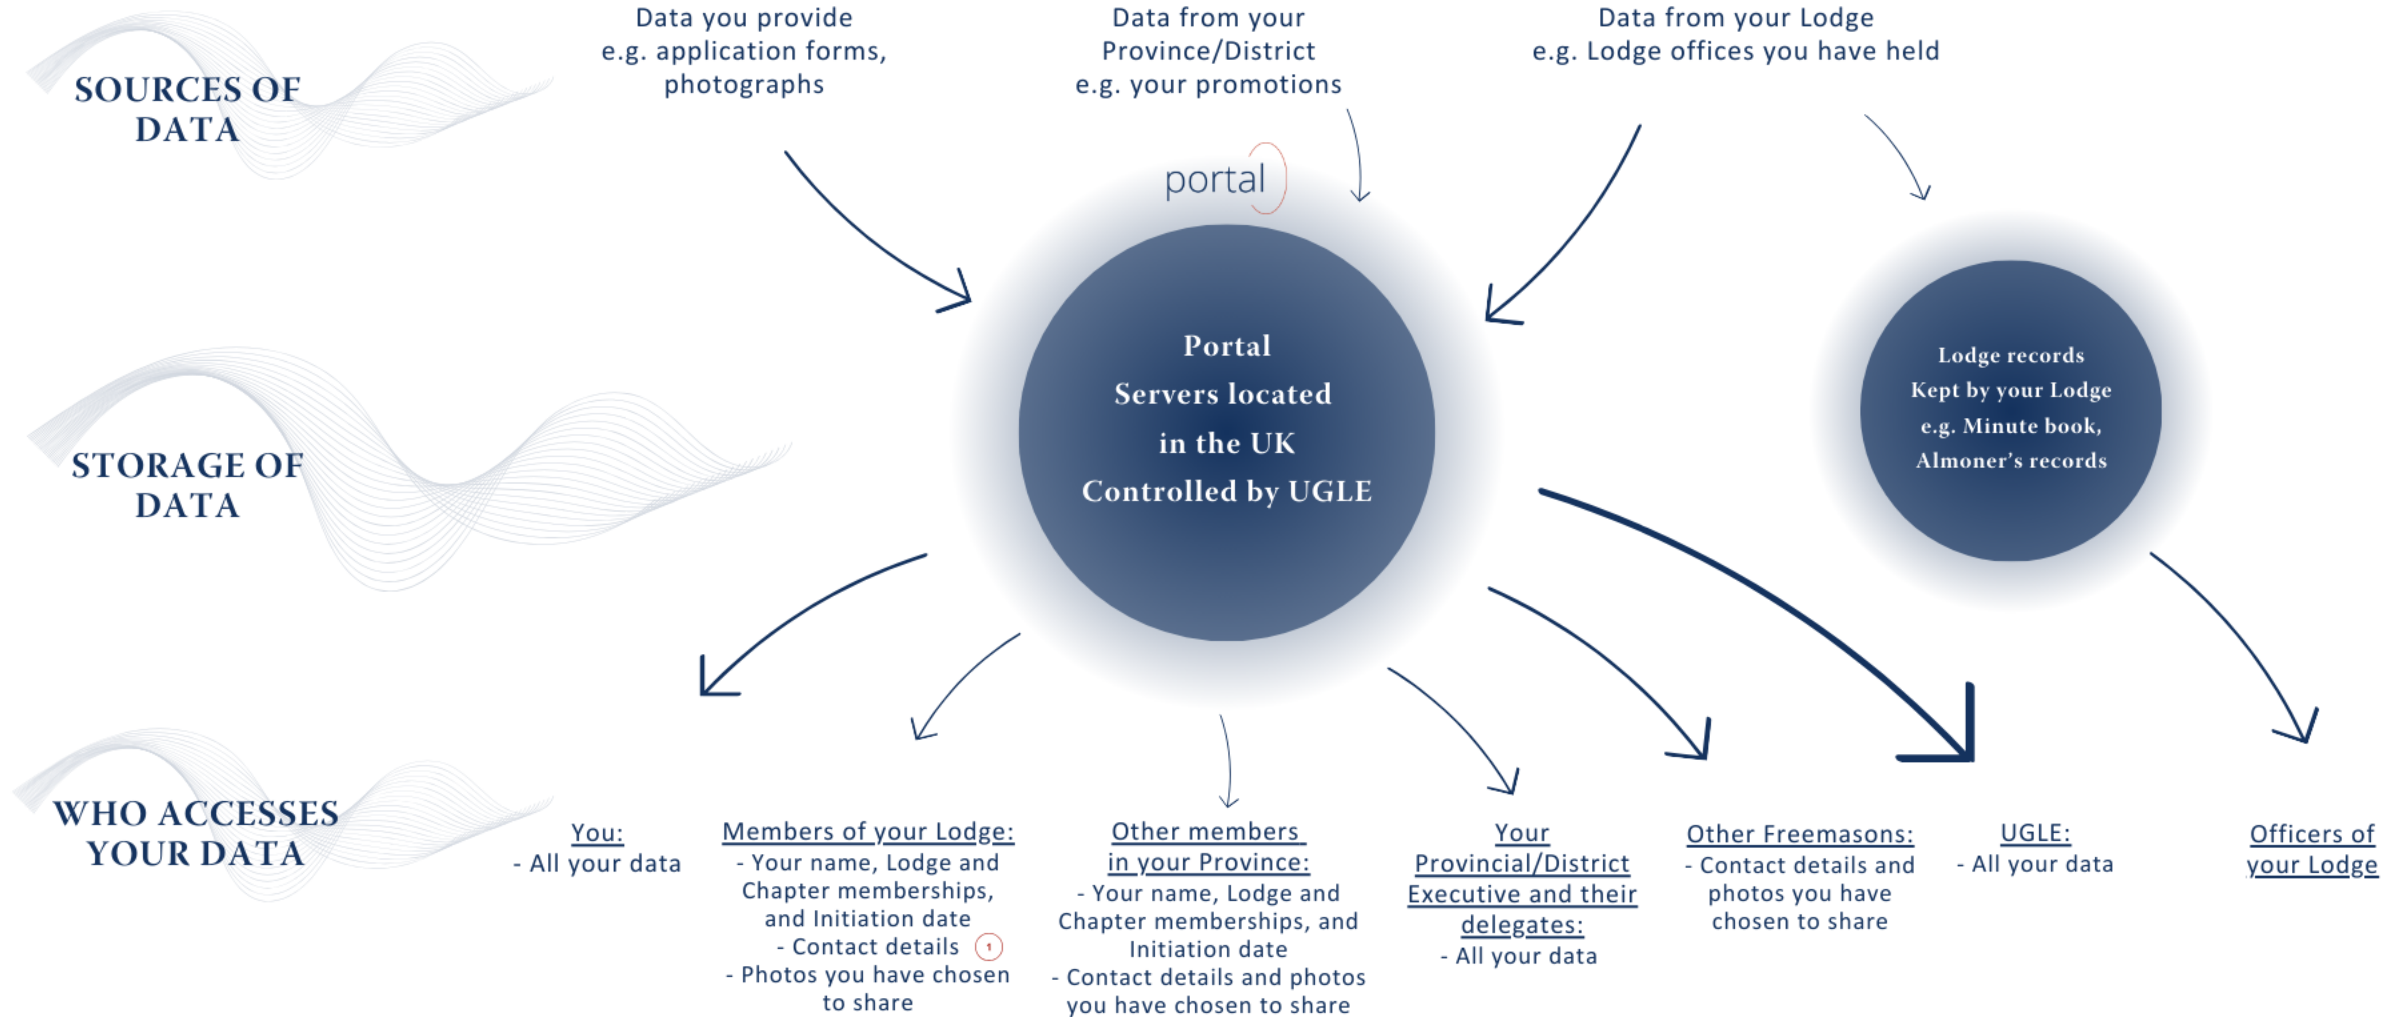 SOURCES OF
DATA
Data you provide
e.g. application forms,
photographs
Data from your
Province/District
e.g. your promotions
Data from your Lodge
e.g. Lodge offices you have held
portal
STORAGE OF
DATA
Portal
Servers located
in the UK
Controlled by UGLE
Lodge records
Kept by your Lodge
e.g. Minute book,
Almoner's records
WHO ACCESSES
YOUR DATA
You:
- All your data
Members of your Lodge:
- Your name, Lodge and
Chapter memberships,
and Initiation date
- Contact details 1
- Photos you have chosen
to share
Other members
in your Province:
- Your name, Lodge and
Chapter memberships, and
Initiation date
- Contact details and photos
you have chosen to share
Your
Provincial/District
Executive and their
delegates:
- All your data
Other Freemasons:
- Contact details and
photos you have
chosen to share
UGLE:
- All your data
Officers of
your Lodge